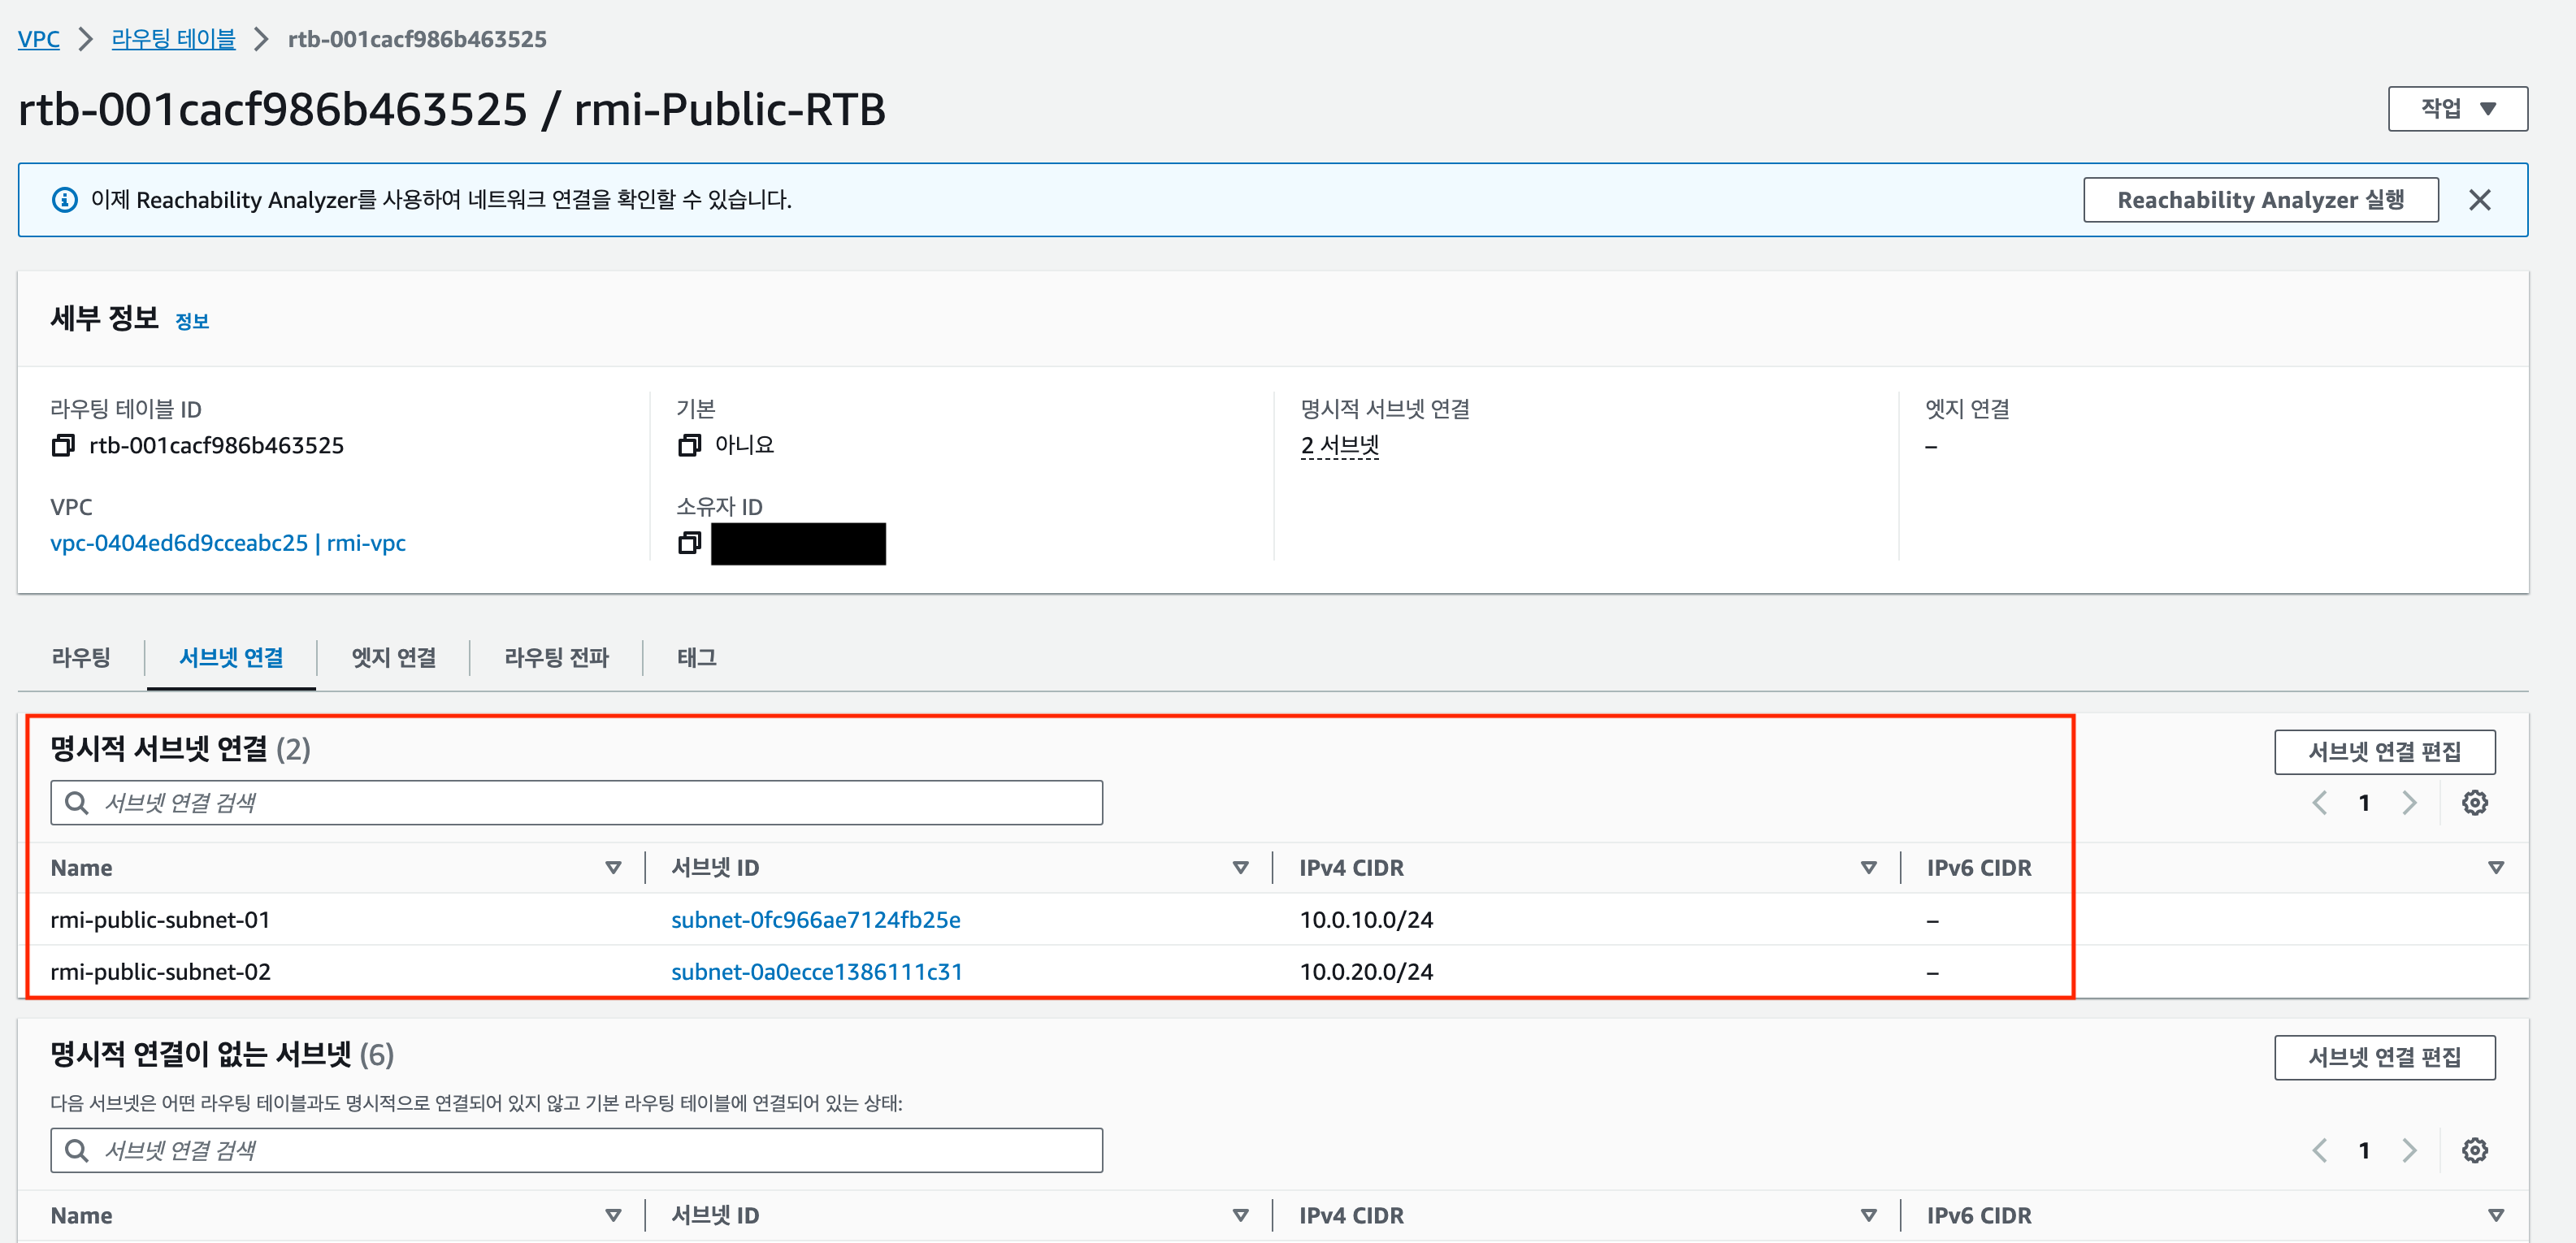 VPC > 라우팅 테이블 > rtb-001cacf986b463525
rtb-001cacf986b463525 / rmi-Public-RTB
작업
이제 Reachability Analyzer를 사용하여 네트워크 연결을 확인할 수 있습니다.
Reachability Analyzer 실행
세부 정보 정보
라우팅 테이블 ID
rtb-001cacf986b463525
기본
아니요
명시적 서브넷 연결
2 서브넷
엣지 연결
–
VPC
vpc-0404ed6d9cceabc25 | rmi-vpc
소유자 ID
라우팅 서브넷 연결 엣지 연결 라우팅 전파 태그
명시적 서브넷 연결 (2)
서브넷 연결 편집
서브넷 연결 검색
1
Name 서브넷 ID IPv4 CIDR IPv6 CIDR
rmi-public-subnet-01 subnet-0fc966ae7124fb25e 10.0.10.0/24 –
rmi-public-subnet-02 subnet-0a0ecce1386111c31 10.0.20.0/24 –
명시적 연결이 없는 서브넷 (6)
서브넷 연결 편집
다음 서브넷은 어떤 라우팅 테이블과도 명시적으로 연결되어 있지 않고 기본 라우팅 테이블에 연결되어 있는 상태:
서브넷 연결 검색
1
Name 서브넷 ID IPv4 CIDR IPv6 CIDR